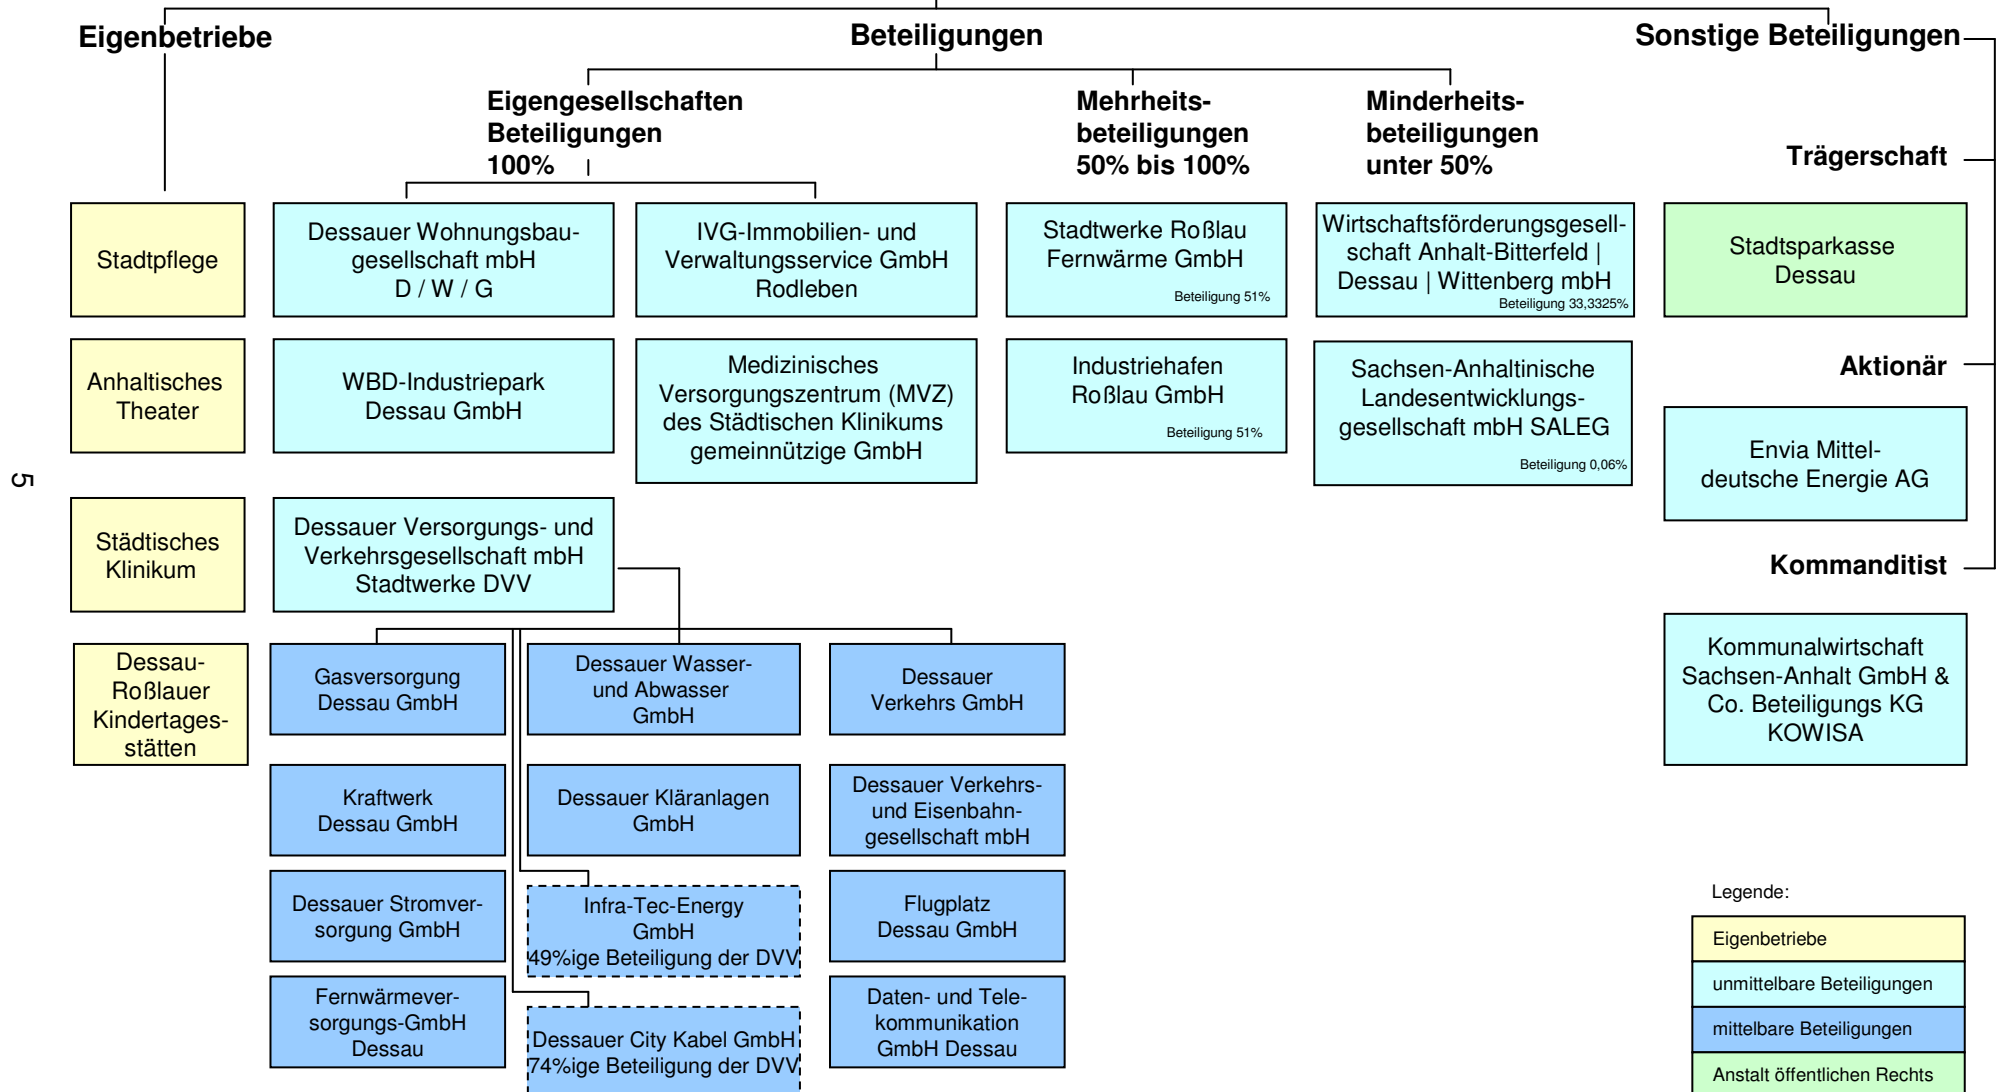 Eigenbetriebe
Beteiligungen
Sonstige Beteiligungen
Eigengesellschaften
Beteiligungen
100%
Mehrheits-
beteiligungen
50% bis 100%
Minderheits-
beteiligungen
unter 50%
Trägerschaft
Stadtpflege
Dessauer Wohnungsbau-
gesellschaft mbH
D / W / G
IVG-Immobilien- und
Verwaltungsservice GmbH
Rodleben
Stadtwerke Roßlau
Fernwärme GmbH
Beteiligung 51%
Wirtschaftsförderungsgesell-
schaft Anhalt-Bitterfeld |
Dessau | Wittenberg mbH
Beteiligung 33,3325%
Stadtsparkasse
Dessau
Anhaltisches
Theater
WBD-Industriepark
Dessau GmbH
Medizinisches
Versorgungszentrum (MVZ)
des Städtischen Klinikums
gemeinnützige GmbH
Industriehafen
Roßlau GmbH
Beteiligung 51%
Sachsen-Anhaltinische
Landesentwicklungs-
gesellschaft mbH SALEG
Beteiligung 0,06%
Aktionär
Envia Mittel-
deutsche Energie AG
5
Städtisches
Klinikum
Dessauer Versorgungs- und
Verkehrsgesellschaft mbH
Stadtwerke DVV
Kommanditist
Kommunalwirtschaft
Sachsen-Anhalt GmbH &
Co. Beteiligungs KG
KOWISA
Dessau-
Roßlauer
Kindertages-
stätten
Gasversorgung
Dessau GmbH
Dessauer Wasser-
und Abwasser
GmbH
Dessauer
Verkehrs GmbH
Kraftwerk
Dessau GmbH
Dessauer Kläranlagen
GmbH
Dessauer Verkehrs-
und Eisenbahn-
gesellschaft mbH
Dessauer Stromver-
sorgung GmbH
Infra-Tec-Energy
GmbH
49%ige Beteiligung der DVV
Flugplatz
Dessau GmbH
Fernwärmever-
sorgungs-GmbH
Dessau
Dessauer City Kabel GmbH
74%ige Beteiligung der DVV
Daten- und Tele-
kommunikation
GmbH Dessau
Legende:
Eigenbetriebe
unmittelbare Beteiligungen
mittelbare Beteiligungen
Anstalt öffentlichen Rechts